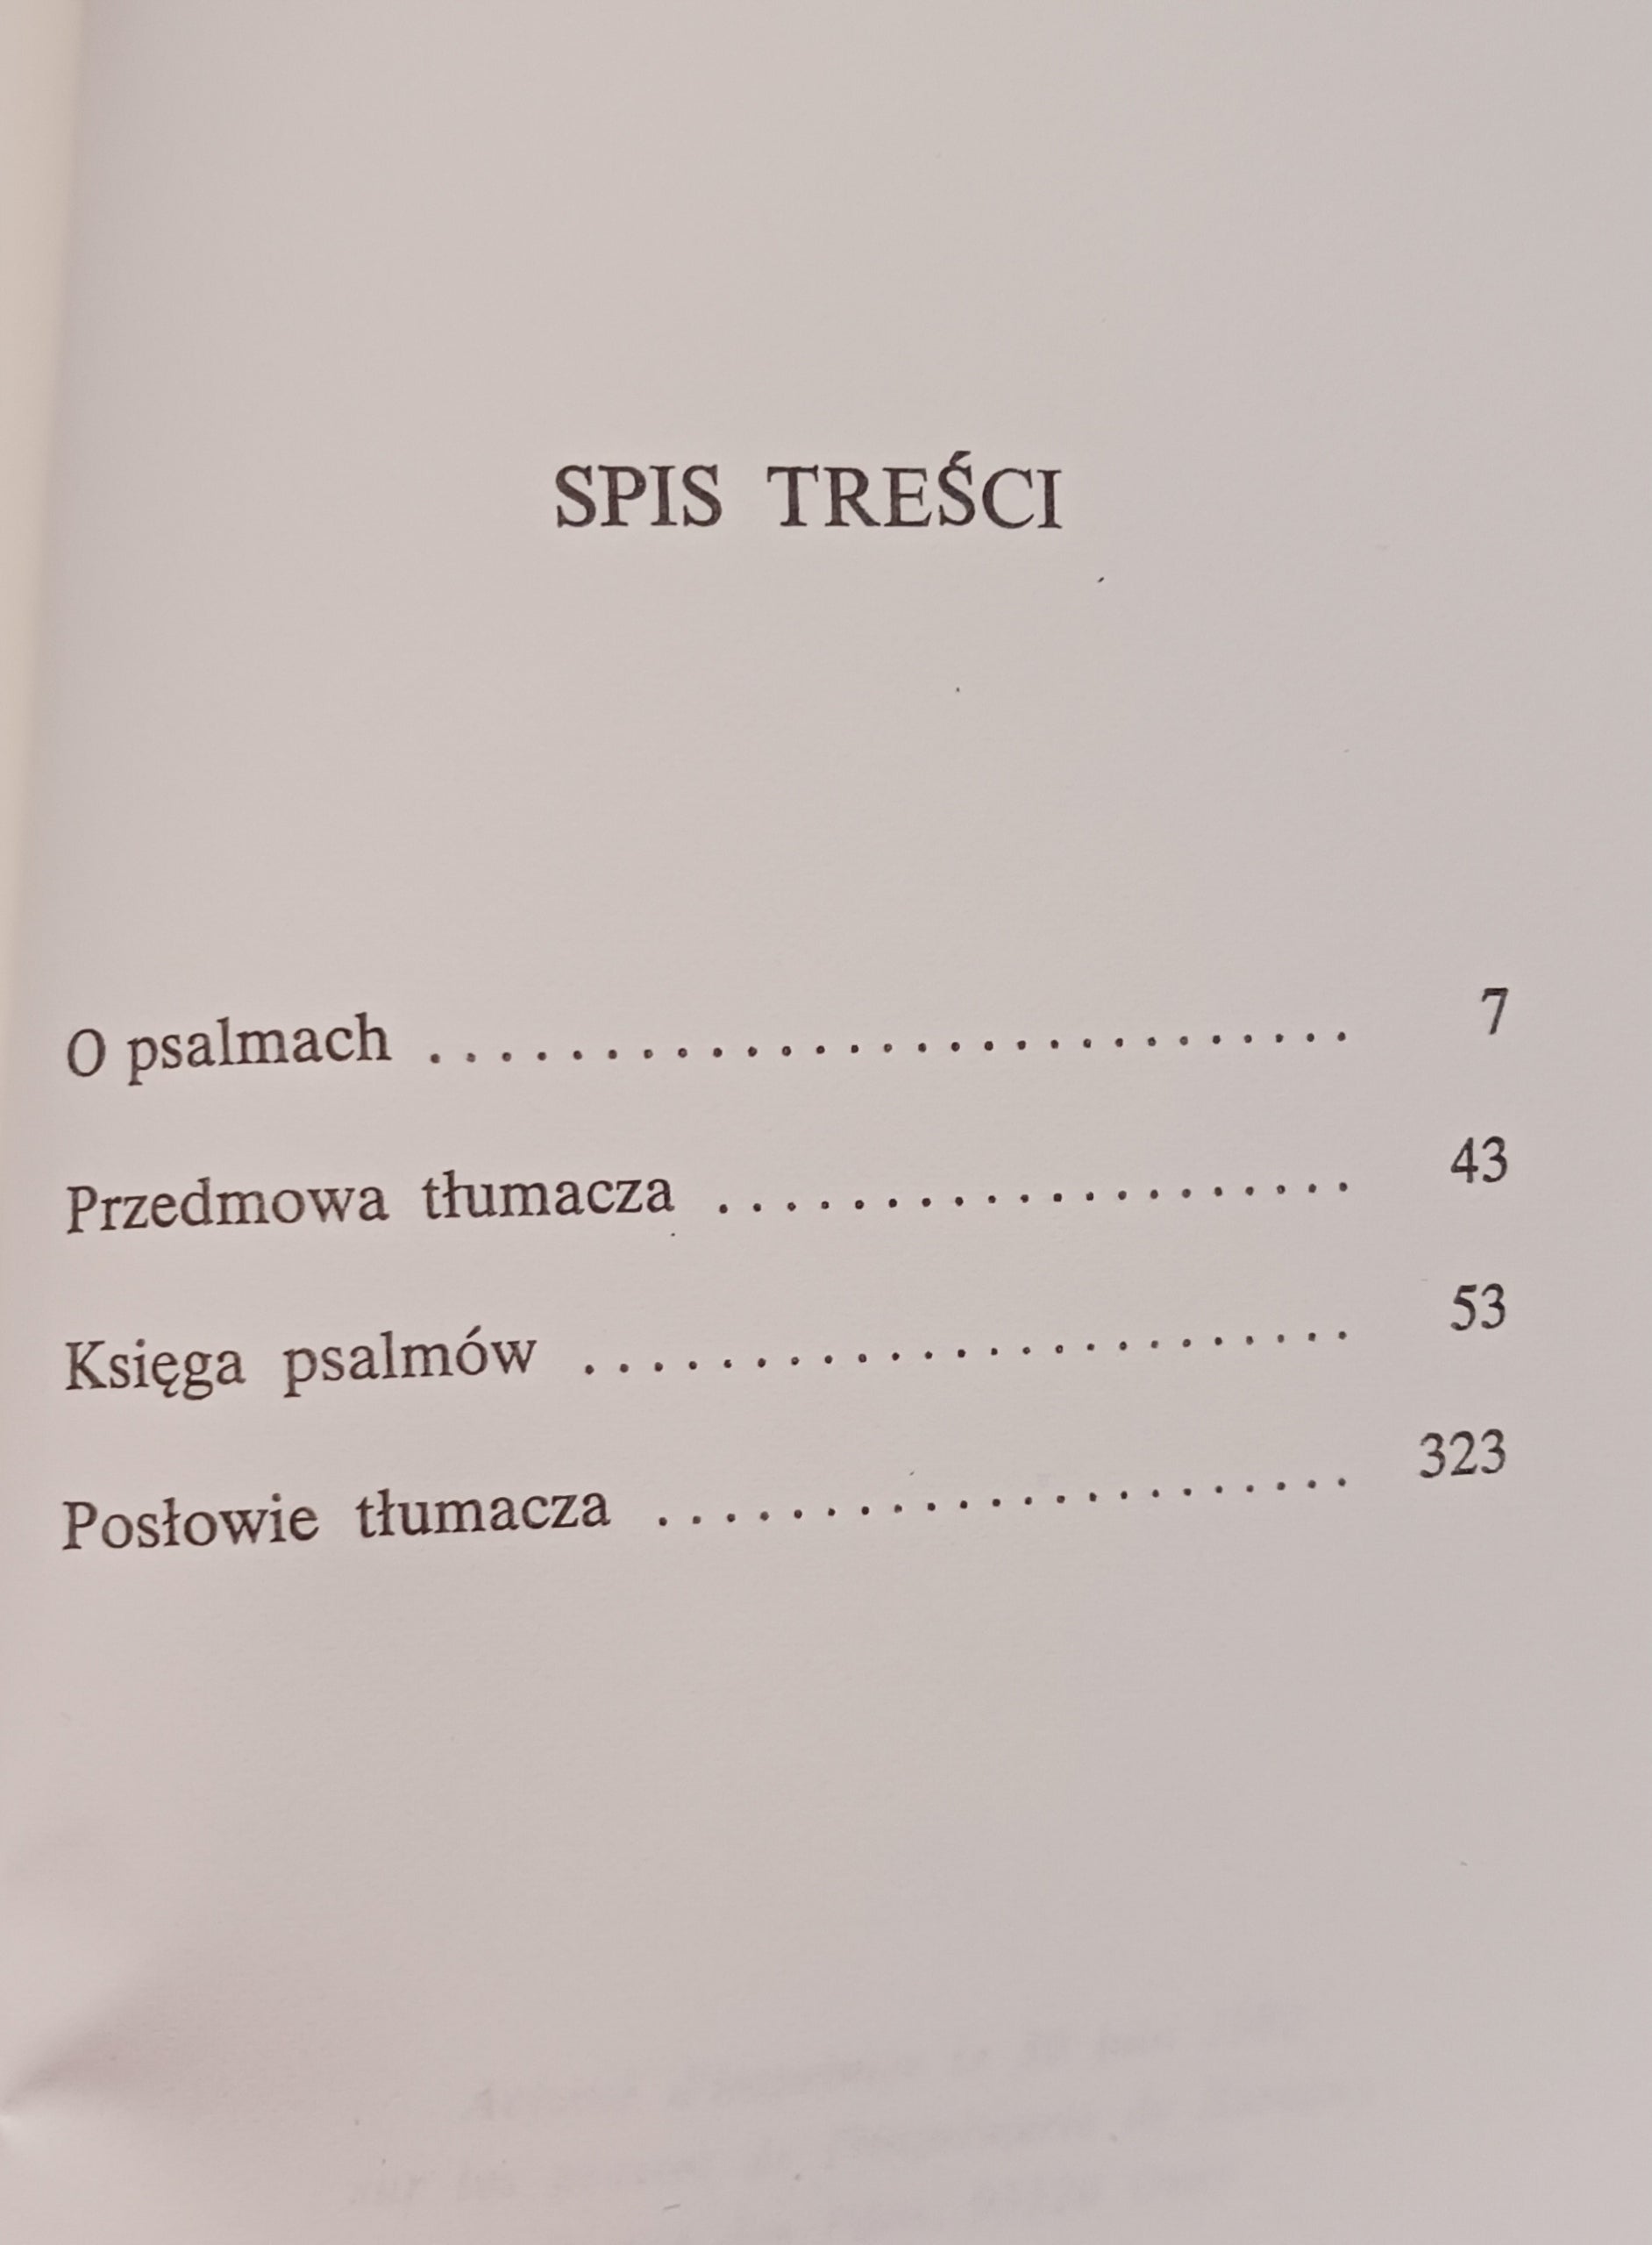 SPIS TREŚCI
O psalmach .............................. 7
Przedmowa tłumacza .................... 43
Księga psalmów ........................ 53
Posłowie tłumacza ..................... 323